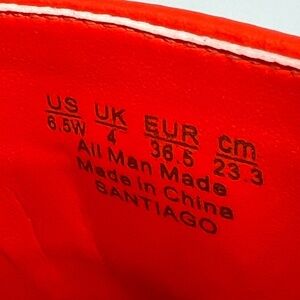 US UK EUR cm
6.5W 4 36.5 23.3
All Man Made
Made in China
SANTIAGO